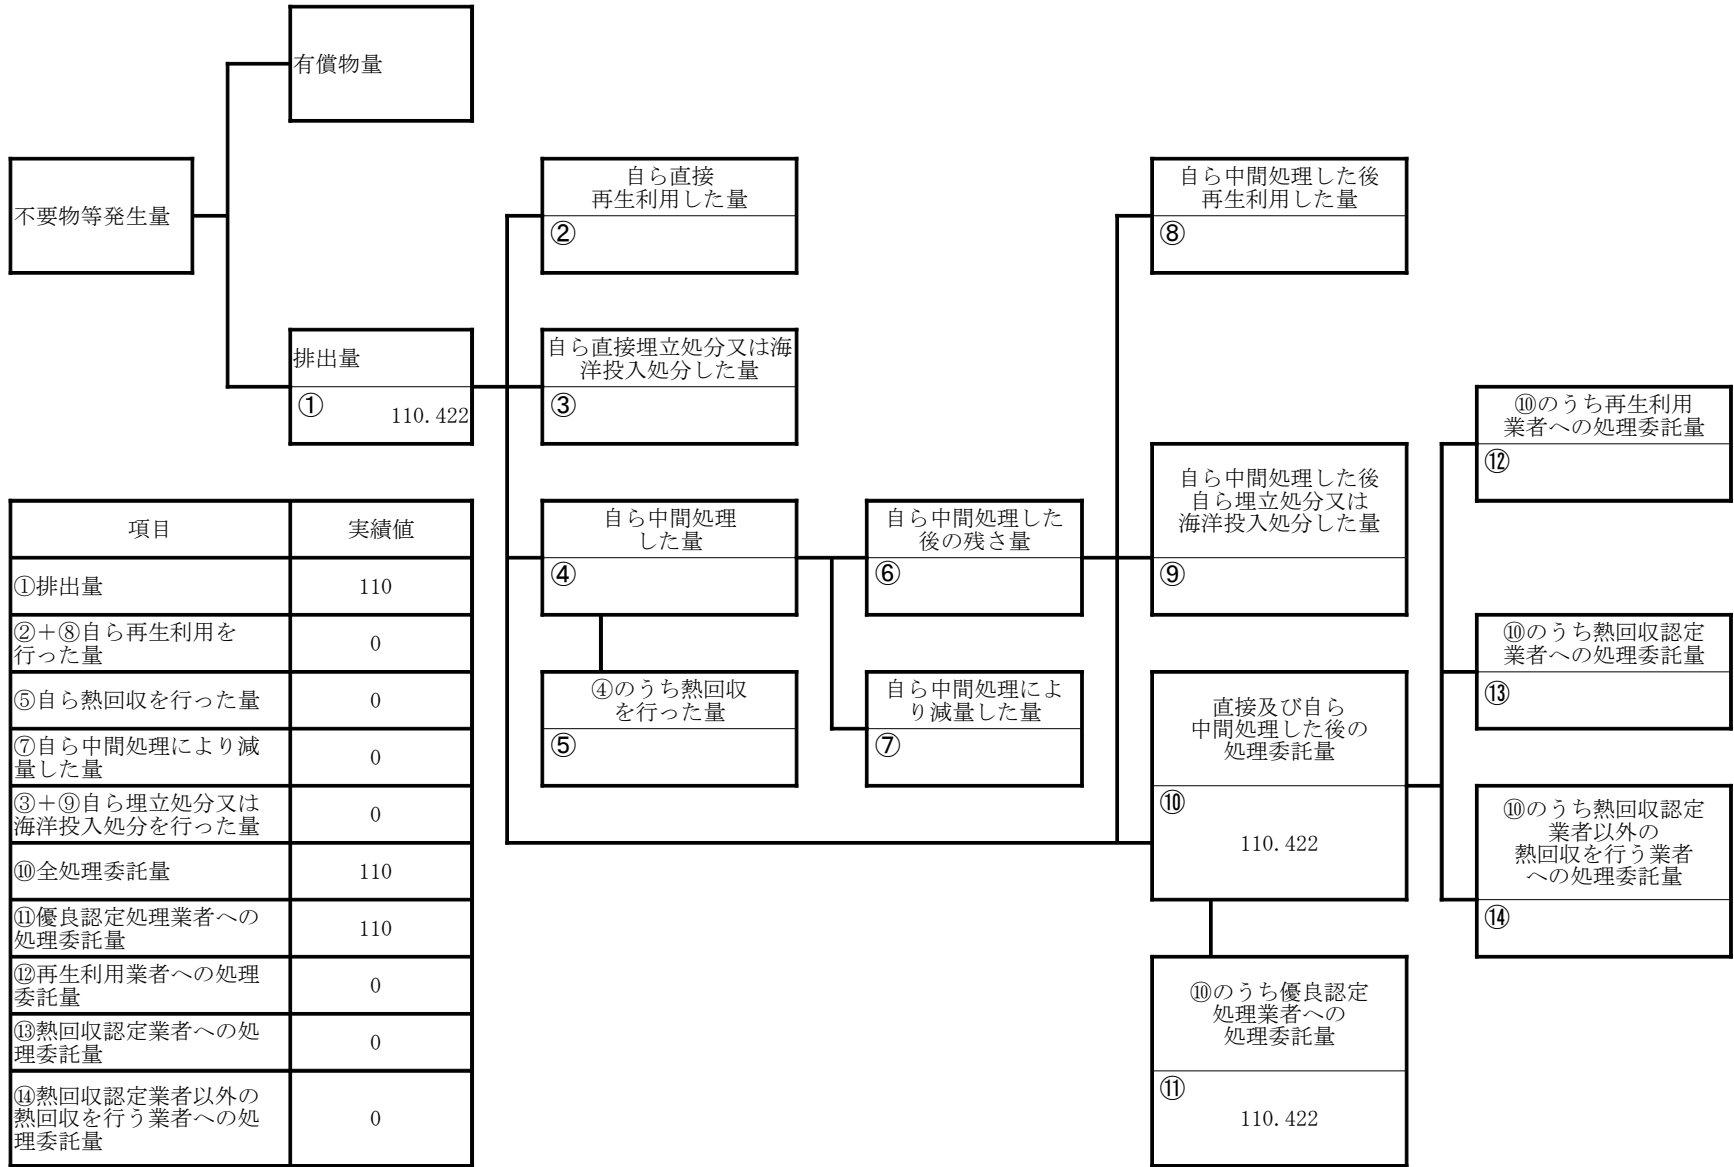 有償物量
不要物等発生量
自ら直接
再生利用した量
②
自ら中間処理した後
再生利用した量
⑧
排出量
①
110.422
自ら直接埋立処分又は海
洋投入処分した量
③
⑩のうち再生利用
業者への処理委託量
⑫
自ら中間処理
した量
④
自ら中間処理した
後の残さ量
⑥
自ら中間処理した後
自ら埋立処分又は
海洋投入処分した量
⑨
⑩のうち熱回収認定
業者への処理委託量
⑬
④のうち熱回収
を行った量
⑤
自ら中間処理によ
り減量した量
⑦
直接及び自ら
中間処理した後の
処理委託量
⑩
110.422
⑩のうち熱回収認定
業者以外の
熱回収を行う業者
への処理委託量
⑭
⑩のうち優良認定
処理業者への
処理委託量
⑪
110.422
項目 実績値
①排出量 110
②＋⑧自ら再生利用を
行った量 0
⑤自ら熱回収を行った量 0
⑦自ら中間処理により減
量した量 0
③＋⑨自ら埋立処分又は
海洋投入処分を行った量 0
⑩全処理委託量 110
⑪優良認定処理業者への
処理委託量 110
⑫再生利用業者への処理
委託量 0
⑬熱回収認定業者への処
理委託量 0
⑭熱回収認定業者以外の
熱回収を行う業者への処
理委託量 0